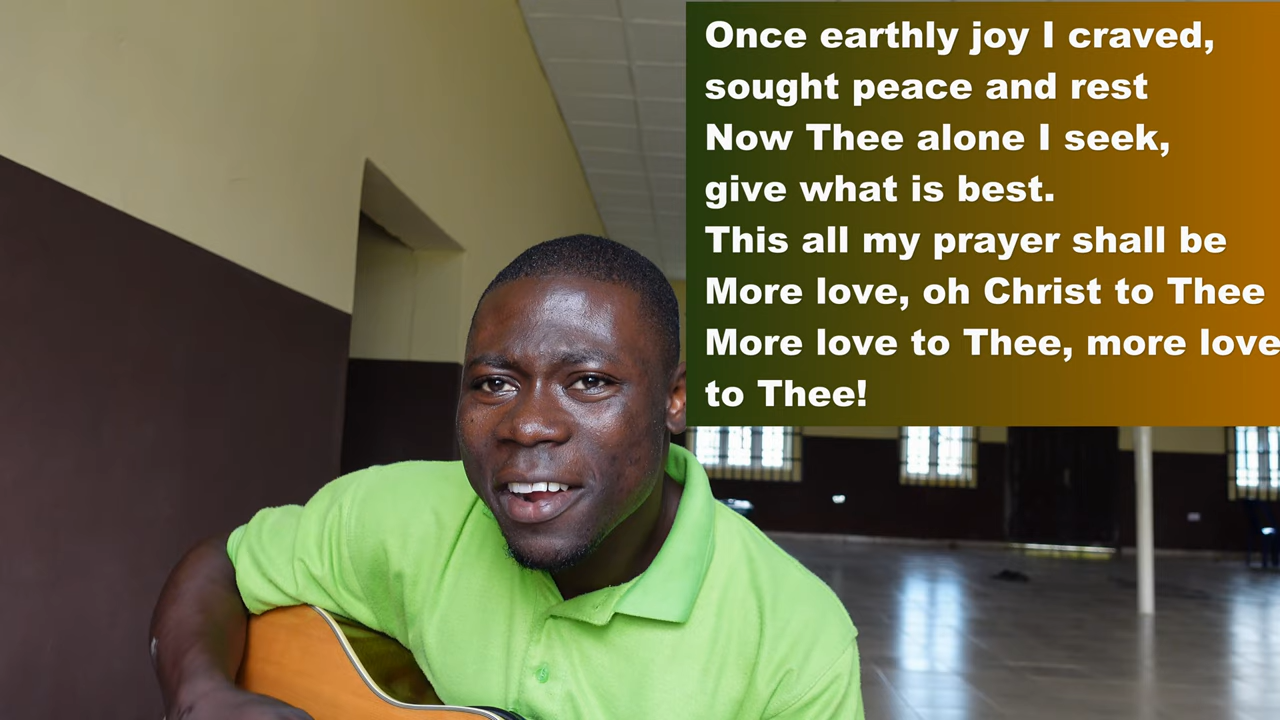 Once earthly joy I craved,
sought peace and rest
Now Thee alone I seek,
give what is best.
This all my prayer shall be
More love, oh Christ to Thee
More love to Thee, more love
to Thee!